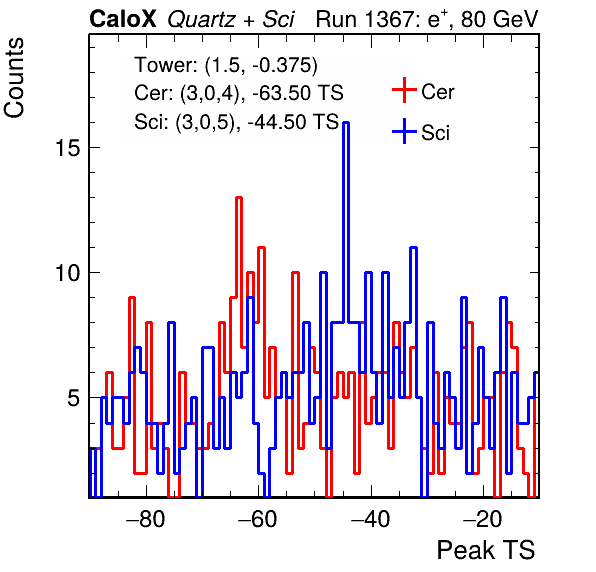 CaloX Quartz + Sci Run 1367: e+, 80 GeV
Counts
Tower: (1.5, -0.375)
Cer: (3,0,4), -63.50 TS
Sci: (3,0,5), -44.50 TS
Cer
Sci
15
10
5
−80 −60 −40 −20
Peak TS